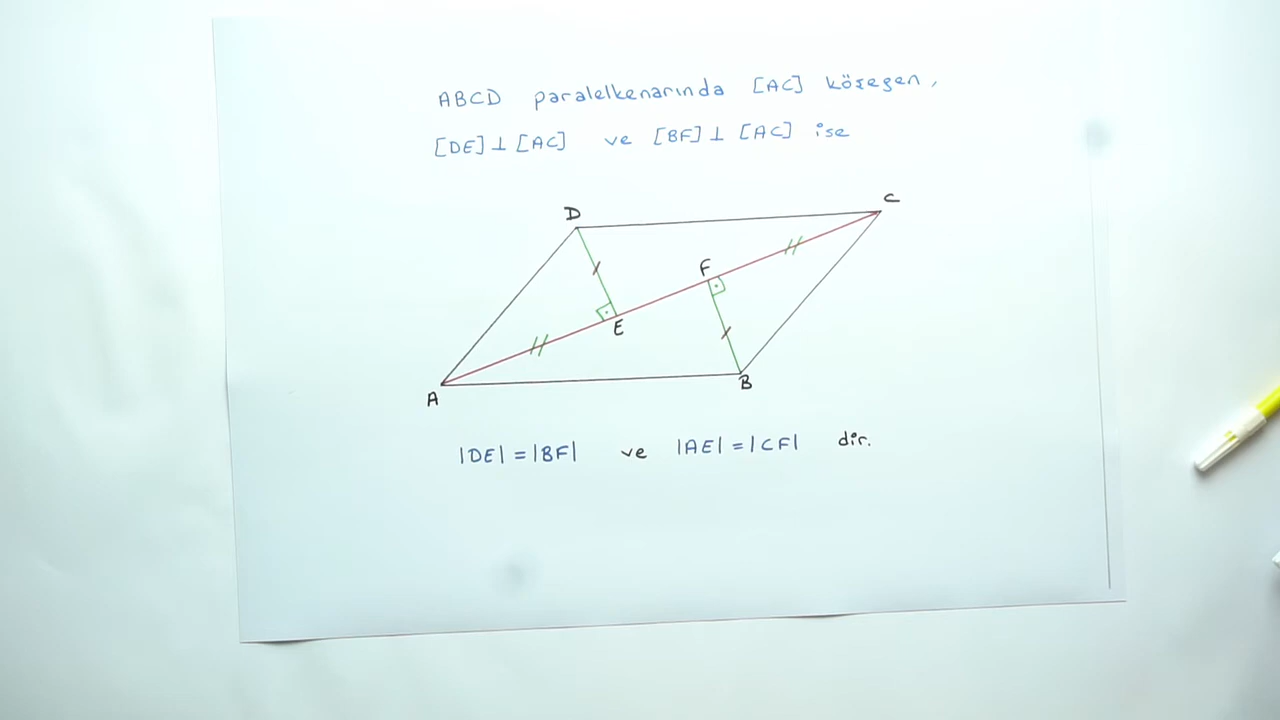 ABCD paralelkenarında [AC] köşegen,
[DE]⊥[AC] ve [BF]⊥[AC] ise
D
C
F
E
A
B
|DE|=|BF| ve |AE|=|CF| dir.